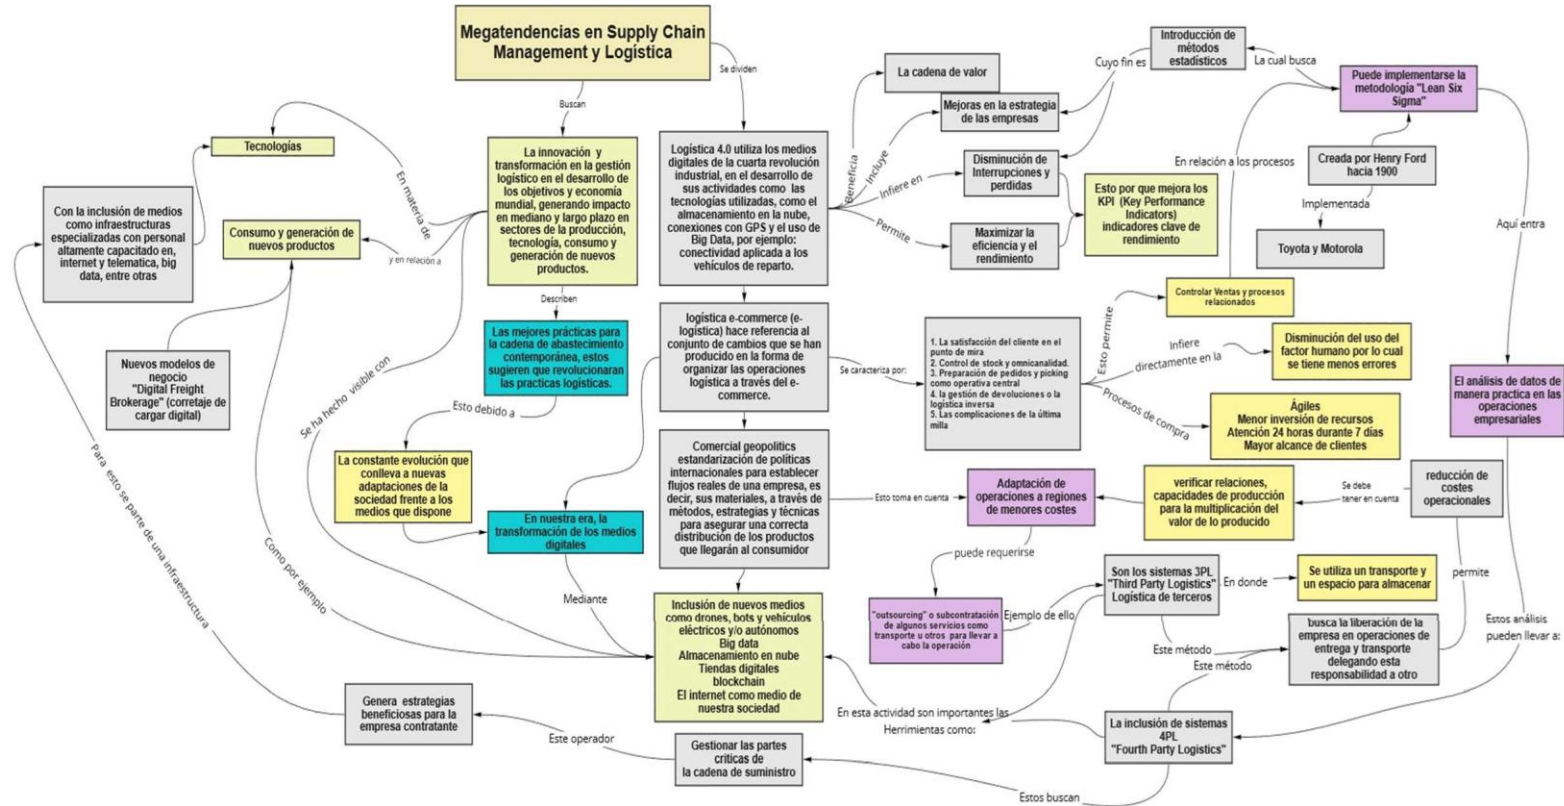 Megatendencias en Supply Chain
Management y Logística
Se dividen
Buscan
Introducción de
métodos
estadísticos
Cuyo fin es
La cual busca
La cadena de valor
Puede implementarse la
metodología "Lean Six
Sigma"
Mejoras en la estrategia
de las empresas
Tecnologías
En materia de
La innovación y
transformación en la gestión
logístico en el desarrollo de
los objetivos y economía
mundial, generando impacto
en mediano y largo plazo en
sectores de la producción,
tecnología, consumo y
generación de nuevos
productos.
Logística 4.0 utiliza los medios
digitales de la cuarta revolución
industrial, en el desarrollo de
sus actividades como las
tecnologías utilizadas, como el
almacenamiento en la nube,
conexiones con GPS y el uso de
Big Data, por ejemplo:
conectividad aplicada a los
vehículos de reparto.
Beneficia
Incluye
Infiere en
Permite
Disminución de
Interrupciones y
perdidas
Maximizar la
eficiencia y el
rendimiento
Esto por que mejora los
KPI (Key Performance
Indicators)
indicadores clave de
rendimiento
En relación a los procesos
Creada por Henry Ford
hacia 1900
Implementada
Toyota y Motorola
Aquí entra
Con la inclusión de medios
como infraestructuras
especializadas con personal
altamente capacitado en,
internet y telematica, big
data, entre otras
Consumo y generación de
nuevos productos
y en relación a
Describen
Las mejores prácticas para
la cadena de abastecimiento
contemporánea, estos
sugieren que revolucionaran
las practicas logísticas.
logística e-commerce (e-
logística) hace referencia al
conjunto de cambios que se han
producido en la forma de
organizar las operaciones
logística a través del e-
commerce.
Se caracteriza por:
1. La satisfacción del cliente en el
punto de mira
2. Control de stock y omnicanalidad.
3. Preparación de pedidos y picking
como operativa central
4. la gestión de devoluciones o la
logística inversa
5. Las complicaciones de la última
milla
Esto permite
Controlar Ventas y procesos
relacionados
Infiere
directamente en la
Disminución del uso del
factor humano por lo cual
se tiene menos errores
Procesos de compra
Ágiles
Menor inversión de recursos
Atención 24 horas durante 7 días
Mayor alcance de clientes
El análisis de datos de
manera practica en las
operaciones
empresariales
Nuevos modelos de
negocio
"Digital Freight
Brokerage" (corretaje de
cargar digital)
Se ha hecho visible con
Esto debido a
La constante evolución que
conlleva a nuevas
adaptaciones de la
sociedad frente a los
medios que dispone
En nuestra era, la
transformación de los medios
digitales
Mediante
Comercial geopolitics
estandarización de políticas
internacionales para establecer
flujos reales de una empresa, es
decir, sus materiales, a través de
métodos, estrategias y técnicas
para asegurar una correcta
distribución de los productos
que llegarán al consumidor
Esto toma en cuenta
Adaptación de
operaciones a regiones
de menores costes
verificar relaciones,
capacidades de producción
para la multiplicación del
valor de lo producido
Se debe
tener en cuenta
reducción de
costes
operacionales
puede requerirse
"outsourcing" o subcontratación
de algunos servicios como
transporte u otros para llevar a
cabo la operación
Ejemplo de ello
Son los sistemas 3PL
"Third Party Logistics"
Logística de terceros
En donde
Se utiliza un transporte y
un espacio para almacenar
permite
Este método
Este método
busca la liberación de la
empresa en operaciones de
entrega y transporte
delegando esta
responsabilidad a otro
Estos análisis
pueden llevar a:
Inclusión de nuevos medios
como drones, bots y vehículos
eléctricos y/o autónomos
Big data
Almacenamiento en nube
Tiendas digitales
blockchain
El internet como medio de
nuestra sociedad
En esta actividad son importantes las
Herrimientas como:
La inclusión de sistemas
4PL
"Fourth Party Logistics"
Estos buscan
Gestionar las partes
criticas de
la cadena de suministro
Este operador
Genera estrategias
beneficiosas para la
empresa contratante
Para esto se parte de una infraestructura
Como por ejemplo